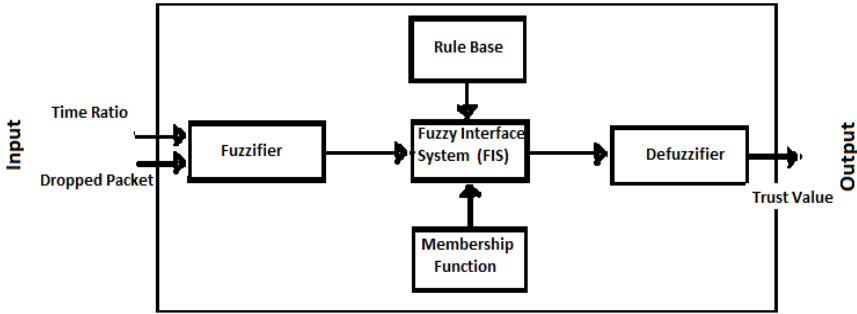 Rule Base
Time Ratio
Fuzzifier
Fuzzy Interface
System (FIS)
Defuzzifier
Input
Output
Dropped Packet
Trust Value
Membership
Function